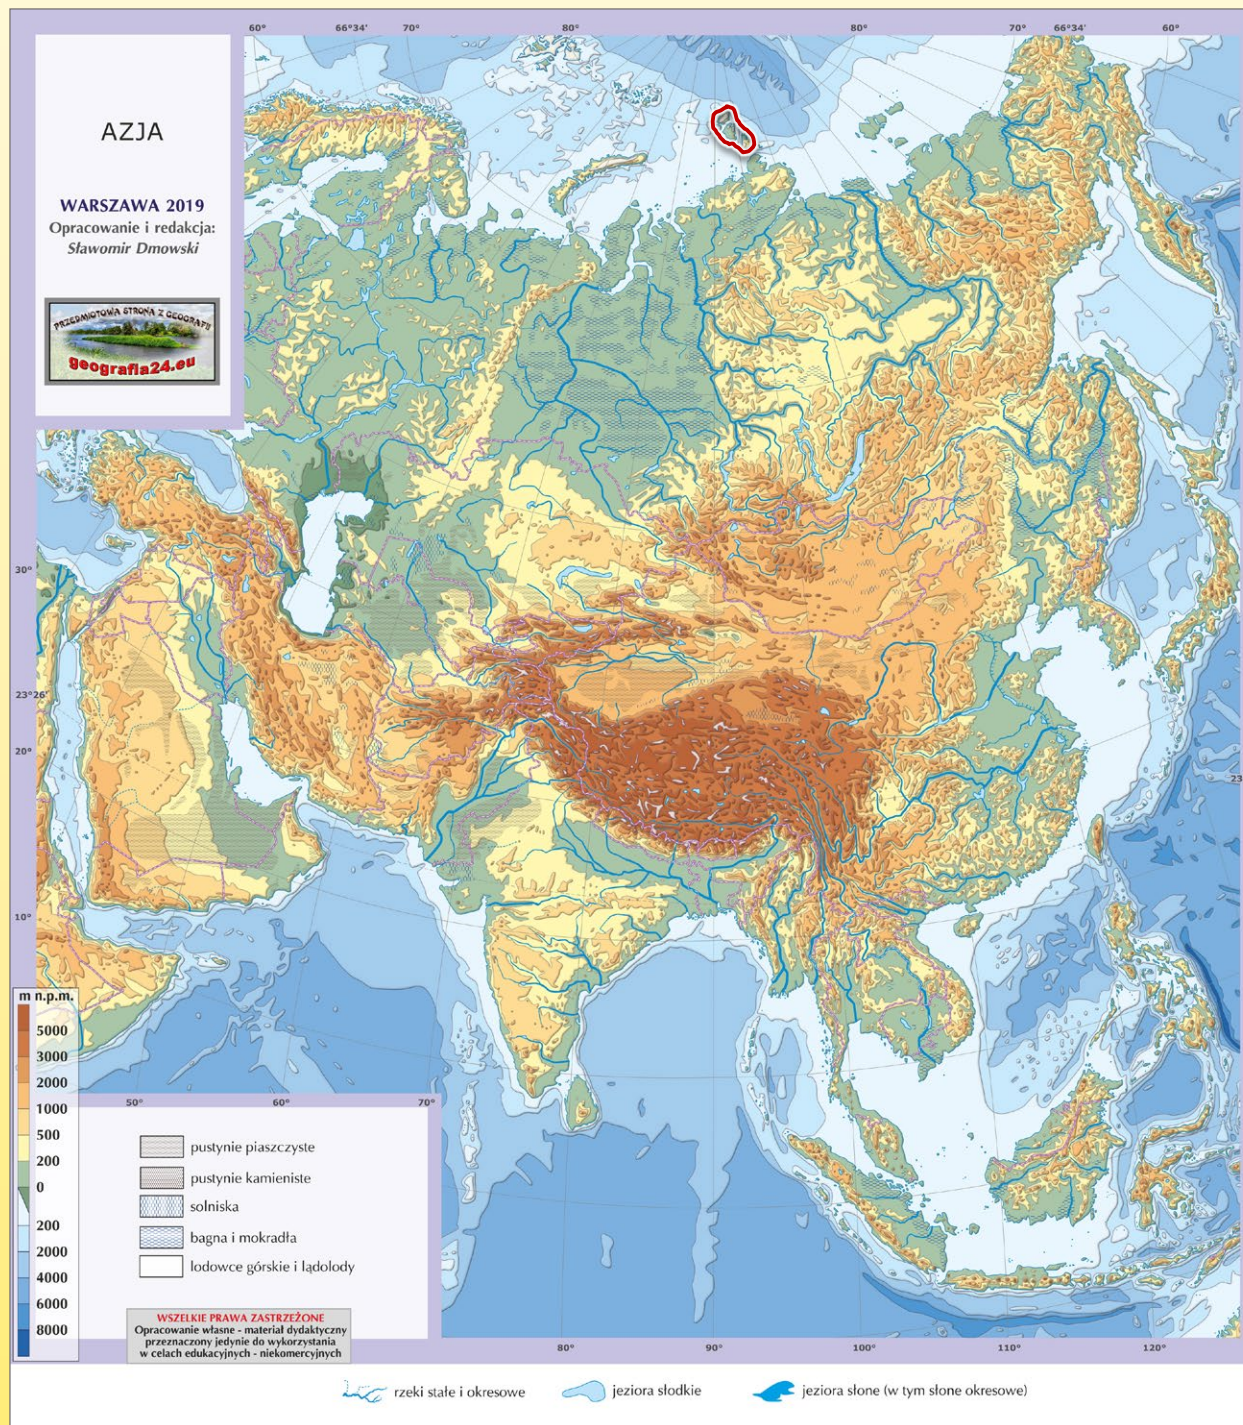 60° 66°34' 70° 80° 80° 70° 66°34' 60°
AZJA
WARSZAWA 2019
Opracowanie i redakcja:
Sławomir Dmowski
PRZEDMIOTOWA STRONA Z GEOGRAFII
geografia24.eu
30°
23°26'
20°
23
10°
m n.p.m.
5000
3000
2000
1000
500
200
0
200
2000
4000
6000
8000
50° 60° 70°
pustynie piaszczyste
pustynie kamieniste
solniska
bagna i mokradła
lodowce górskie i lądolody
WSZELKIE PRAWA ZASTRZEŻONE
Opracowanie własne - materiał dydaktyczny
przeznaczony jedynie do wykorzystania
w celach edukacyjnych - niekomercyjnych
80° 90° 100° 110° 120°
rzeki stałe i okresowe
jeziora słodkie
jeziora słone (w tym słone okresowe)